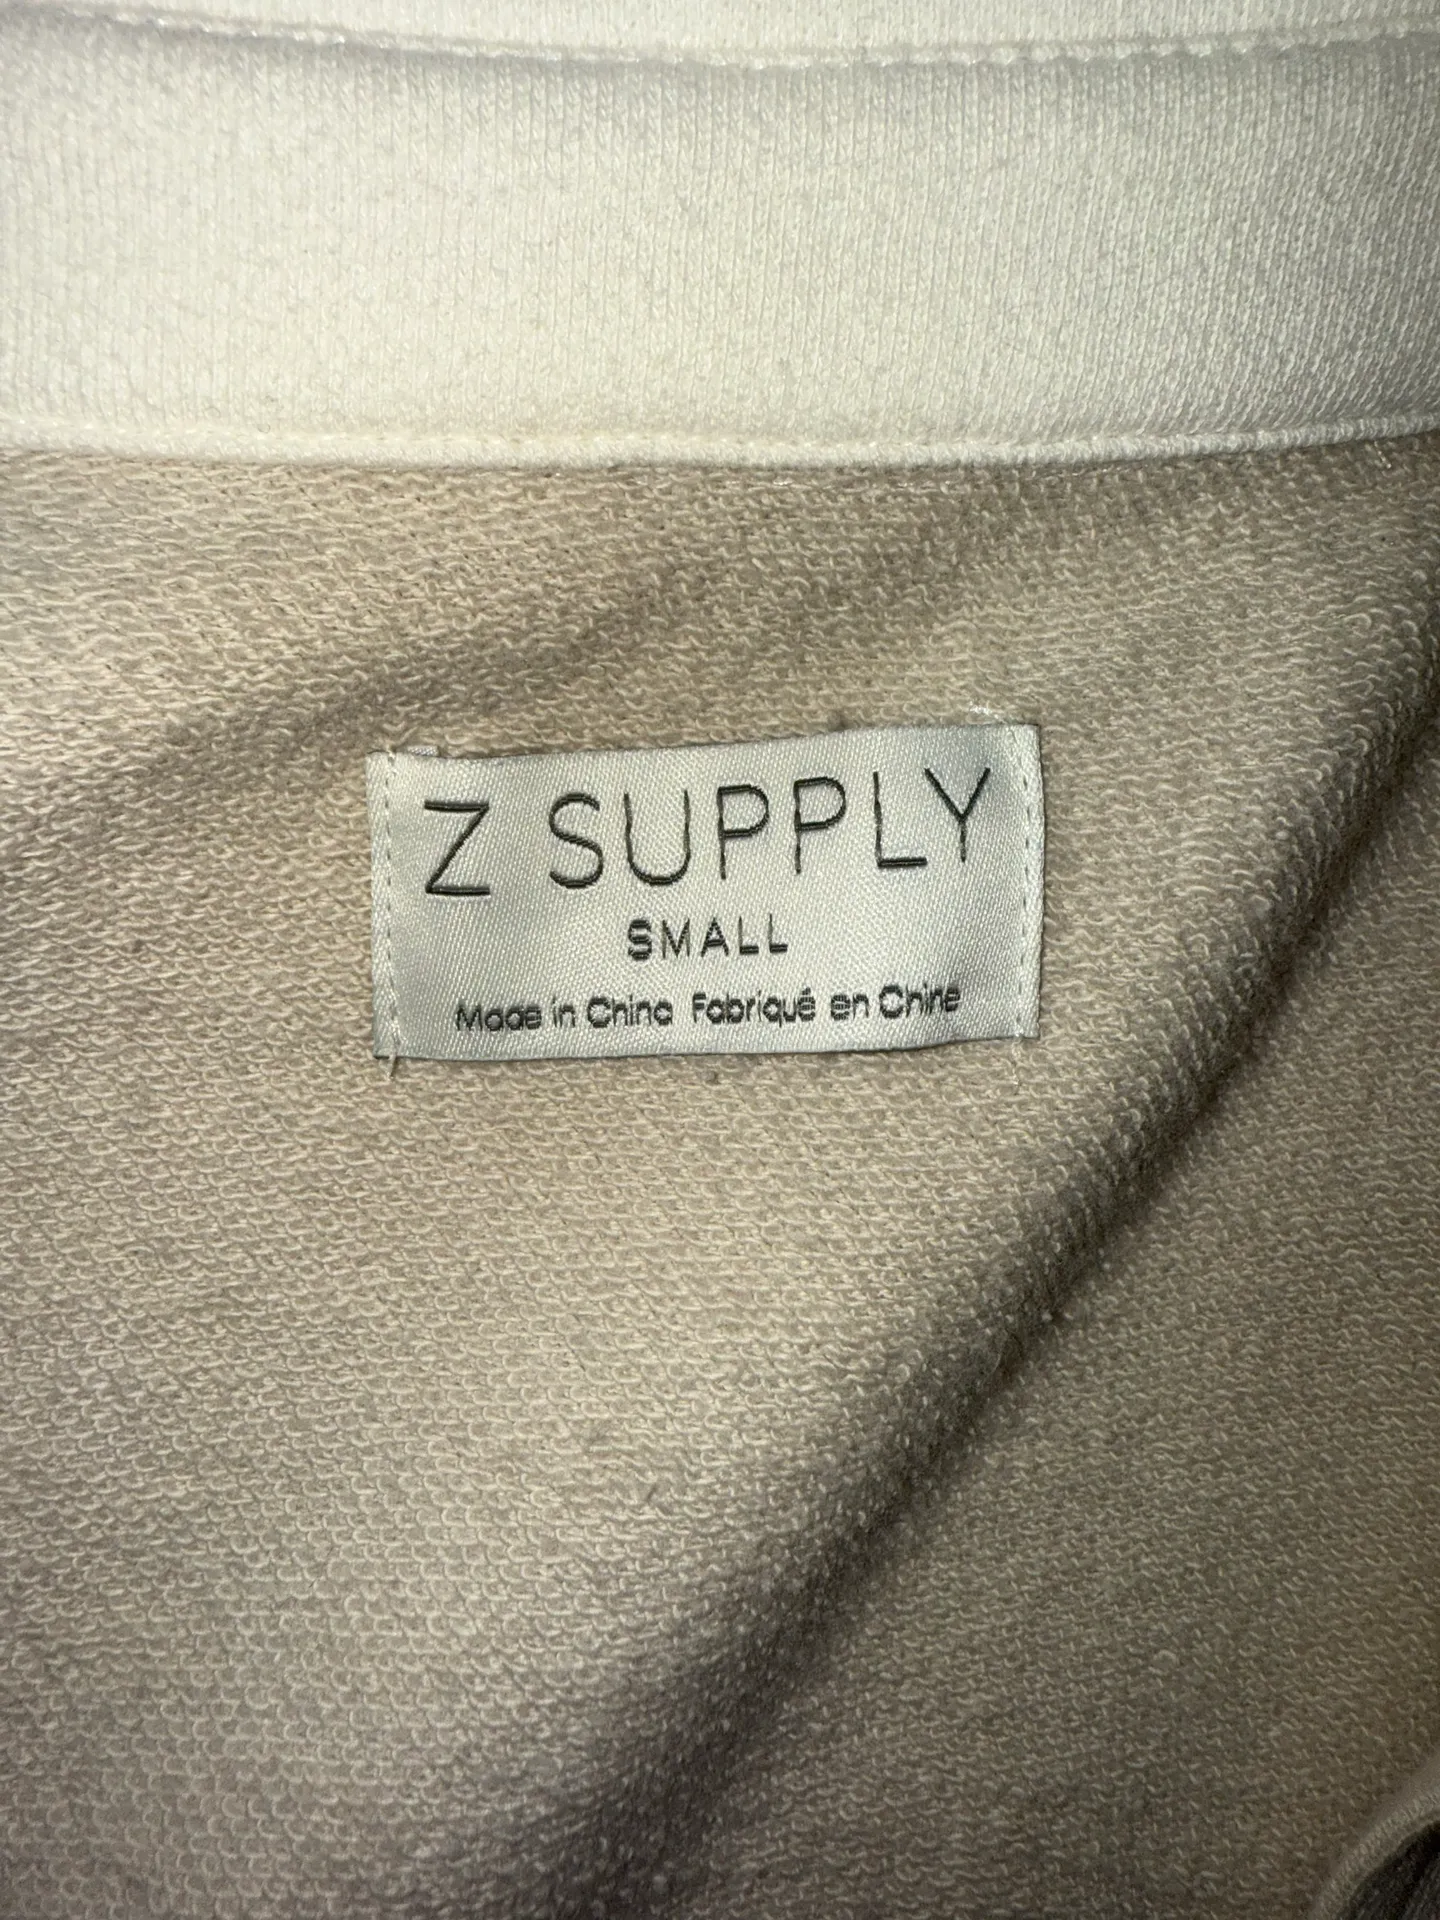 Z SUPPLY
SMALL
Made in China Fabriqué en Chine